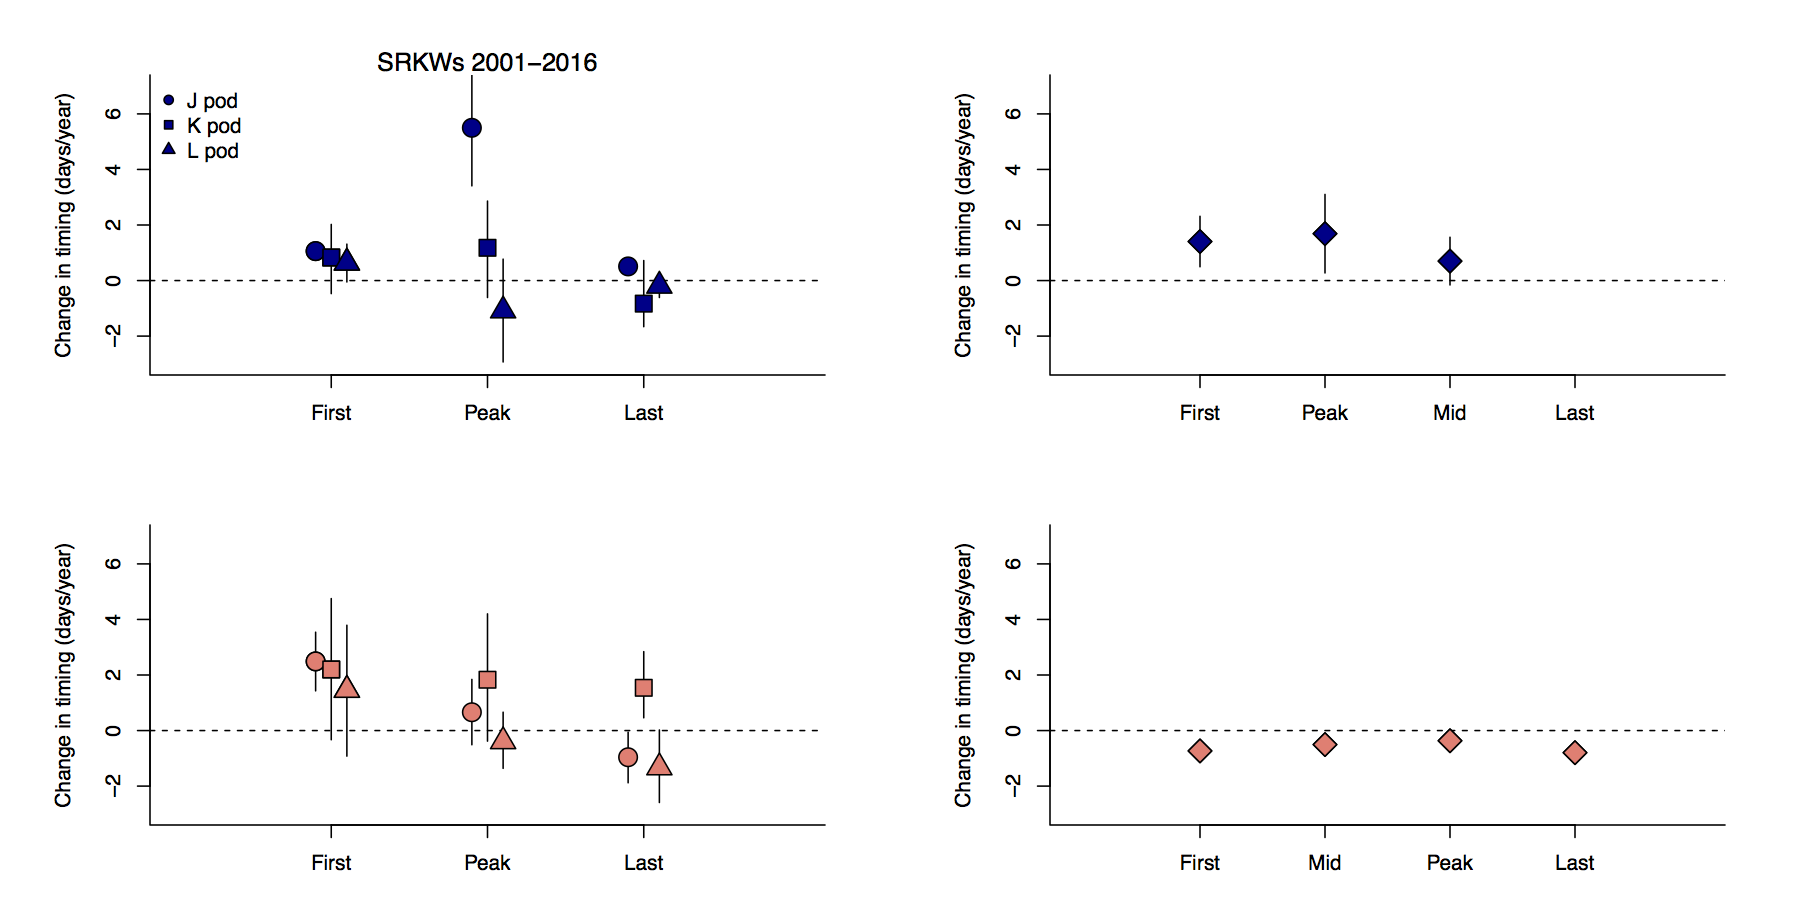 SRKWs 2001–2016
J pod
K pod
L pod
Change in timing (days/year)
6
4
2
0
−2
First Peak Last
Change in timing (days/year)
6
4
2
0
−2
First Peak Mid Last
Change in timing (days/year)
6
4
2
0
−2
First Peak Last
Change in timing (days/year)
6
4
2
0
−2
First Mid Peak Last